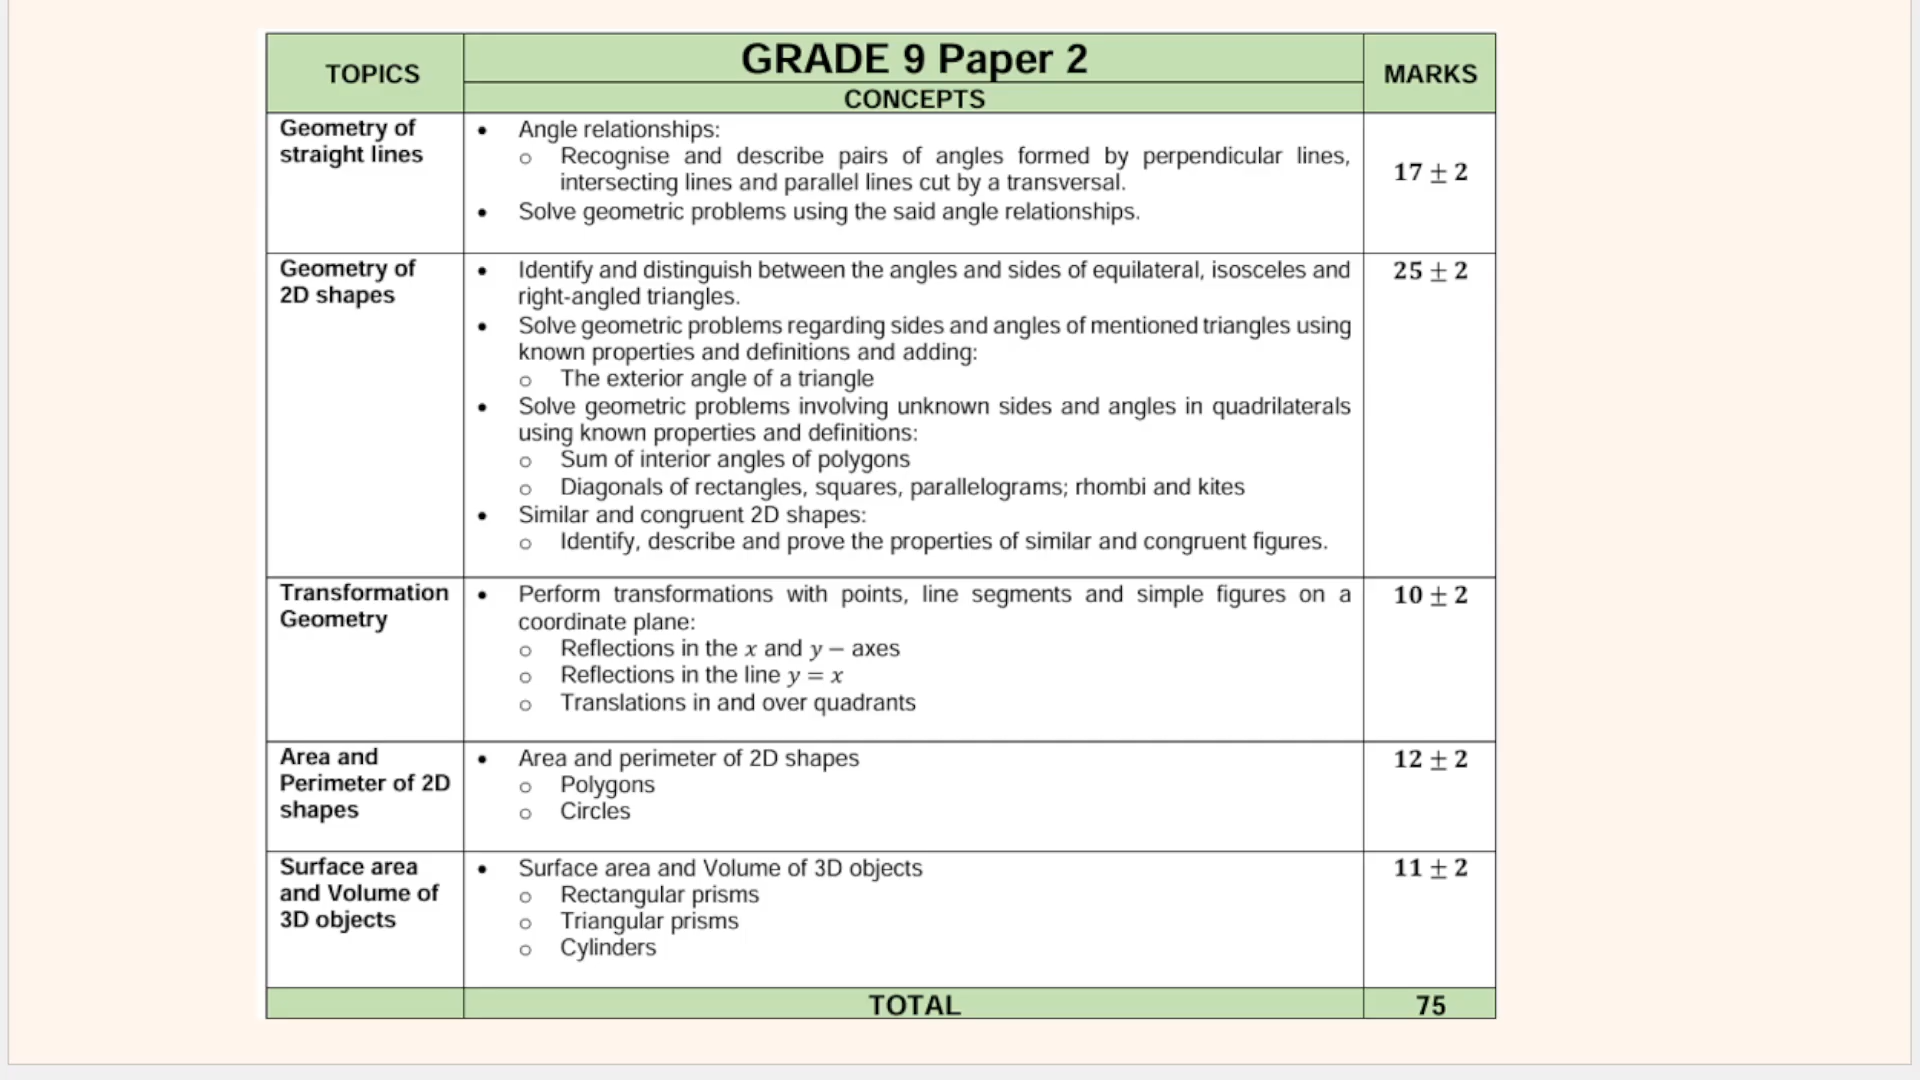 TOPICS
GRADE 9 Paper 2
CONCEPTS
MARKS
Geometry of
straight lines
• Angle relationships:
o Recognise and describe pairs of angles formed by perpendicular lines,
intersecting lines and parallel lines cut by a transversal.
• Solve geometric problems using the said angle relationships.
17 ± 2
Geometry of
2D shapes
• Identify and distinguish between the angles and sides of equilateral, isosceles and
right-angled triangles.
• Solve geometric problems regarding sides and angles of mentioned triangles using
known properties and definitions and adding:
o The exterior angle of a triangle
• Solve geometric problems involving unknown sides and angles in quadrilaterals
using known properties and definitions:
o Sum of interior angles of polygons
o Diagonals of rectangles, squares, parallelograms; rhombi and kites
• Similar and congruent 2D shapes:
o Identify, describe and prove the properties of similar and congruent figures.
25 ± 2
Transformation
Geometry
• Perform transformations with points, line segments and simple figures on a
coordinate plane:
o Reflections in the x and y − axes
o Reflections in the line y = x
o Translations in and over quadrants
10 ± 2
Area and
Perimeter of 2D
shapes
• Area and perimeter of 2D shapes
o Polygons
o Circles
12 ± 2
Surface area
and Volume of
3D objects
• Surface area and Volume of 3D objects
o Rectangular prisms
o Triangular prisms
o Cylinders
11 ± 2
TOTAL
75